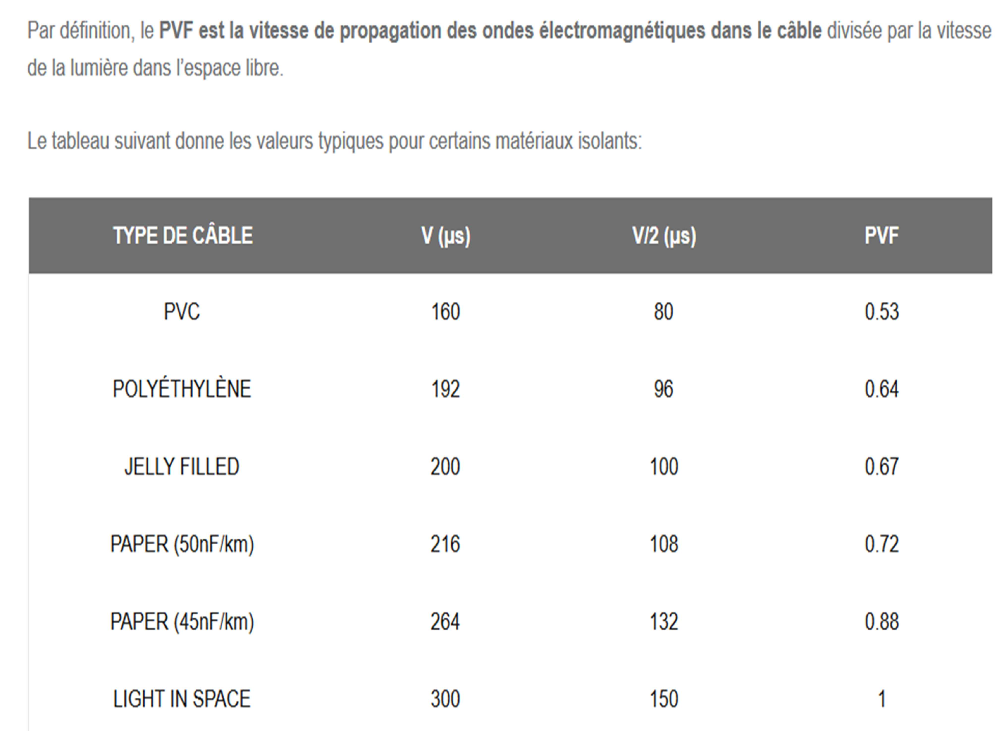 Par définition, le PVF est la vitesse de propagation des ondes électromagnétiques dans le câble divisée par la vitesse
de la lumière dans l'espace libre.
Le tableau suivant donne les valeurs typiques pour certains matériaux isolants:
TYPE DE CÂBLE V (µs) V/2 (µs) PVF
PVC 160 80 0.53
POLYÉTHYLÈNE 192 96 0.64
JELLY FILLED 200 100 0.67
PAPER (50nF/km) 216 108 0.72
PAPER (45nF/km) 264 132 0.88
LIGHT IN SPACE 300 150 1